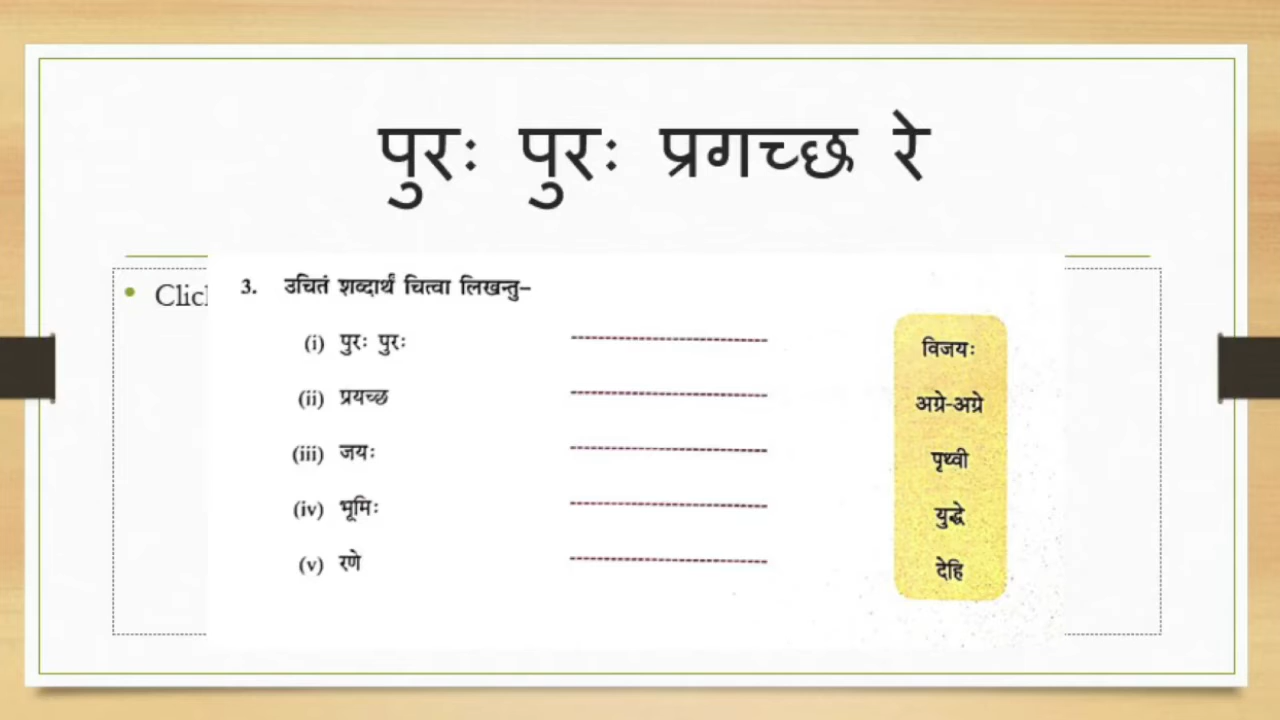 पुरः पुरः प्रगच्छ रे
Clic
3. उचितं शब्दार्थं चित्वा लिखन्तु-
(i) पुरः पुरः
(ii) प्रयच्छ
(iii) जयः
(iv) भूमिः
(v) रणे
विजयः
अग्रे-अग्रे
पृथ्वी
युद्धे
देहि